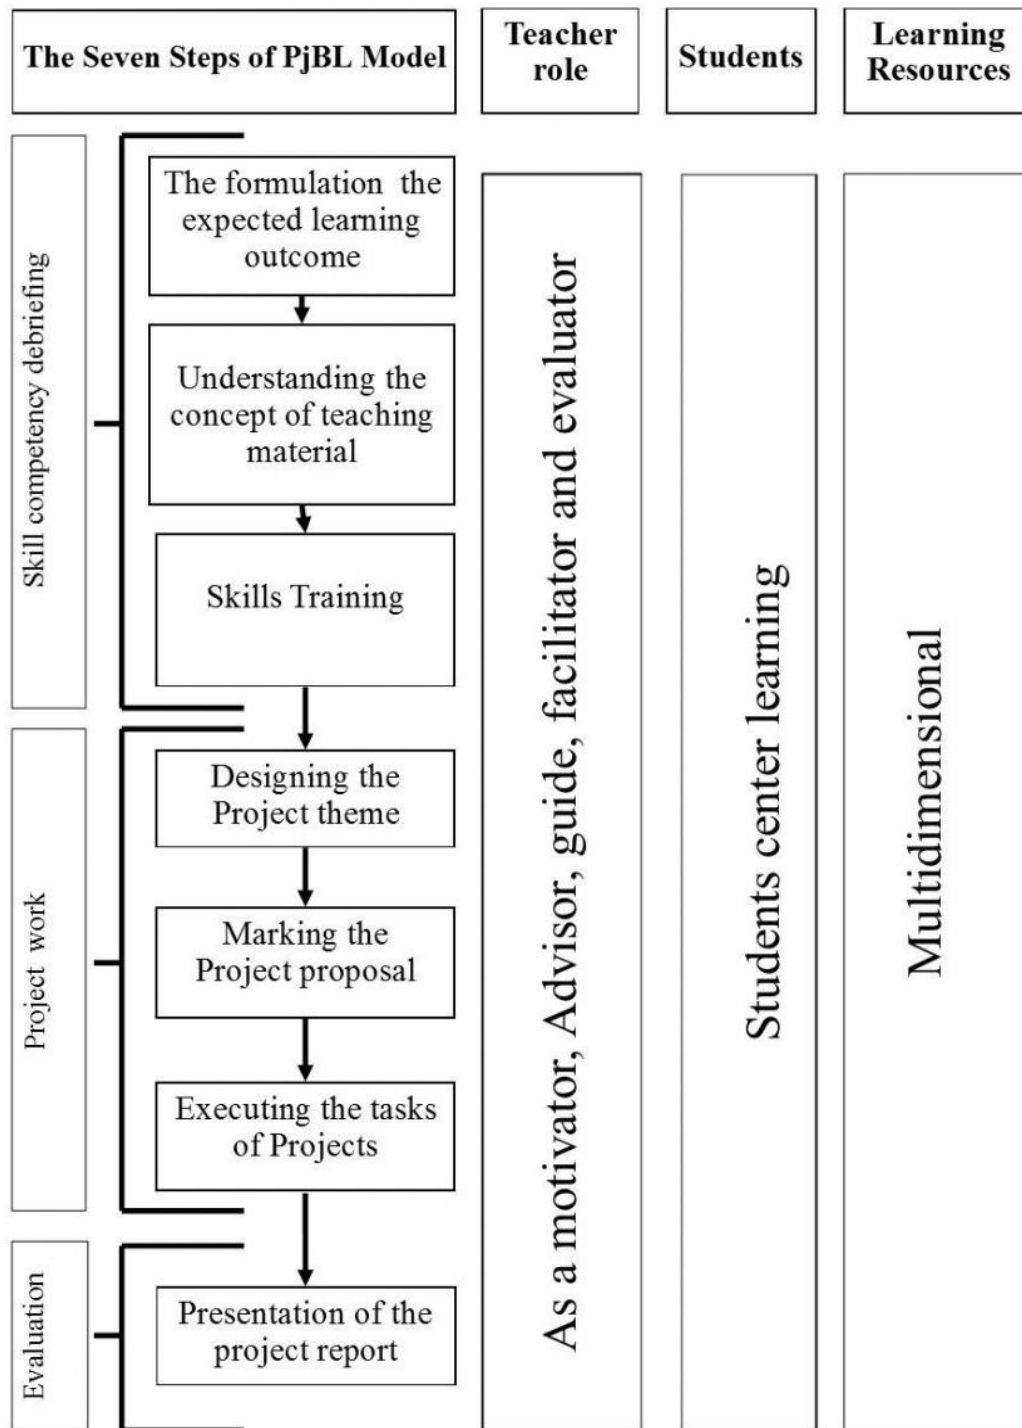 The Seven Steps of PjBL Model
Teacher
role
Students
Learning
Resources
Skill competency debriefing
The formulation the
expected learning
outcome
Understanding the
concept of teaching
material
Skills Training
Project work
Designing the
Project theme
Marking the
Project proposal
Executing the tasks
of Projects
Evaluation
Presentation of the
project report
As a motivator, Advisor, guide, facilitator and evaluator
Students center learning
Multidimensional